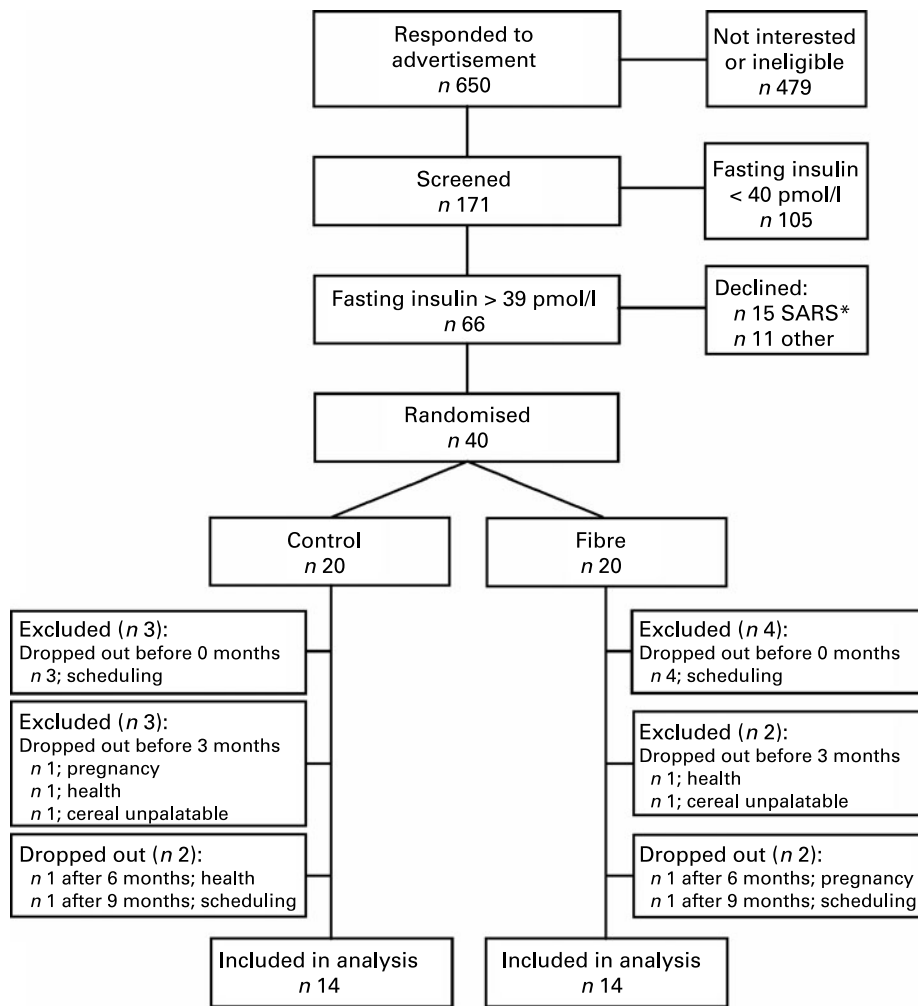 Responded to
advertisement
n 650
Not interested
or ineligible
n 479
Screened
n 171
Fasting insulin
< 40 pmol/l
n 105
Fasting insulin > 39 pmol/l
n 66
Declined:
n 15 SARS*
n 11 other
Randomised
n 40
Control
n 20
Fibre
n 20
Excluded (n 3):
Dropped out before 0 months
n 3; scheduling
Excluded (n 4):
Dropped out before 0 months
n 4; scheduling
Excluded (n 3):
Dropped out before 3 months
n 1; pregnancy
n 1; health
n 1; cereal unpalatable
Excluded (n 2):
Dropped out before 3 months
n 1; health
n 1; cereal unpalatable
Dropped out (n 2):
n 1 after 6 months; health
n 1 after 9 months; scheduling
Dropped out (n 2):
n 1 after 6 months; pregnancy
n 1 after 9 months; scheduling
Included in analysis
n 14
Included in analysis
n 14